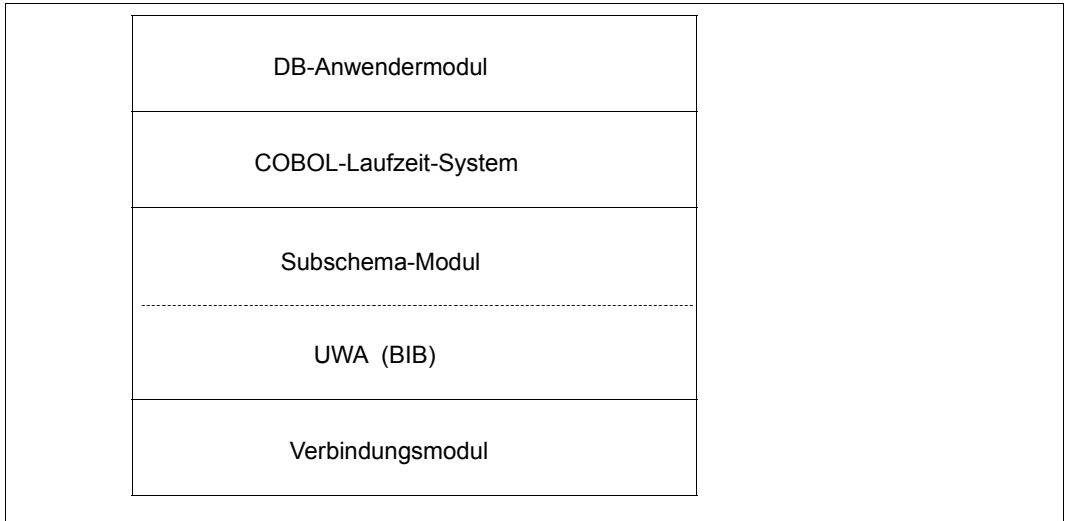 DB-Anwendermodul
COBOL-Laufzeit-System
Subschema-Modul
UWA (BIB)
Verbindungsmodul